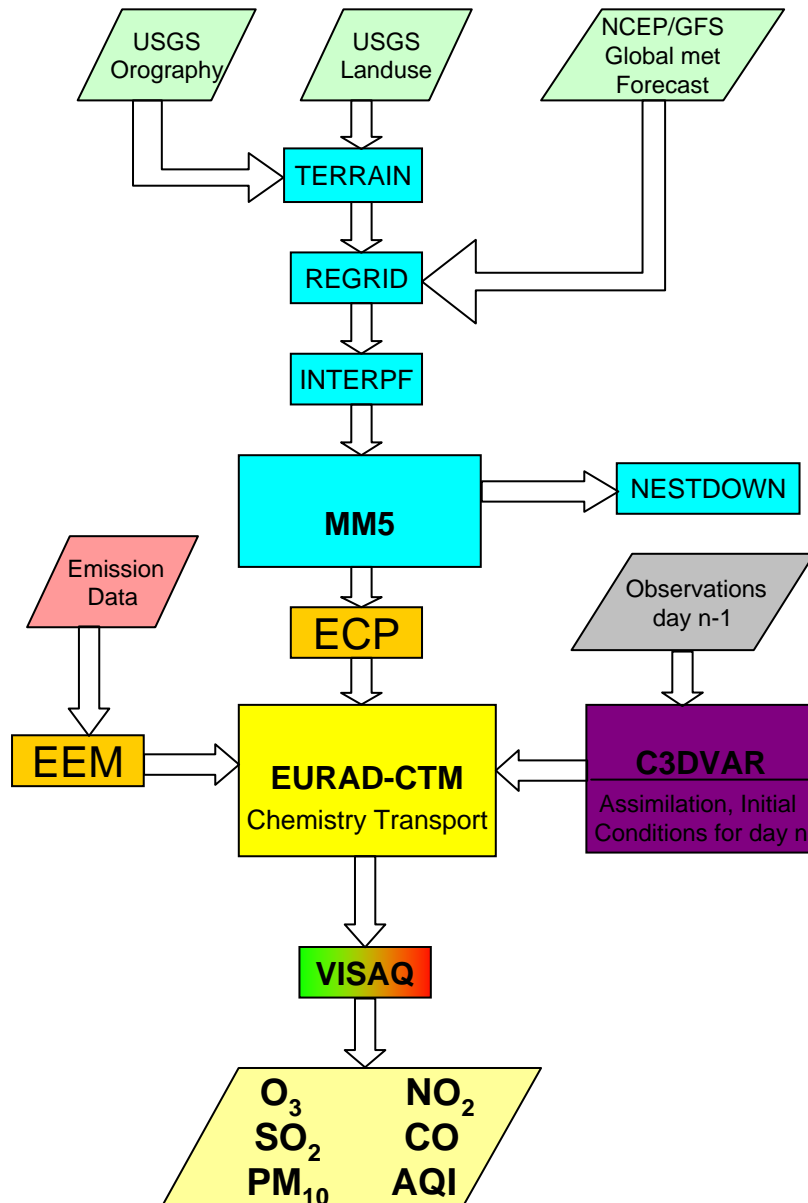 USGS
Orography
USGS
Landuse
NCEP/GFS
Global met
Forecast
TERRAIN
REGRID
INTERPF
MM5
NESTDOWN
Emission
Data
ECP
Observations
day n-1
EEM
EURAD-CTM
Chemistry Transport
C3DVAR
Assimilation, Initial
Conditions for day n
VISAQ
O₃ NO₂
SO₂ CO
PM₁₀ AQI